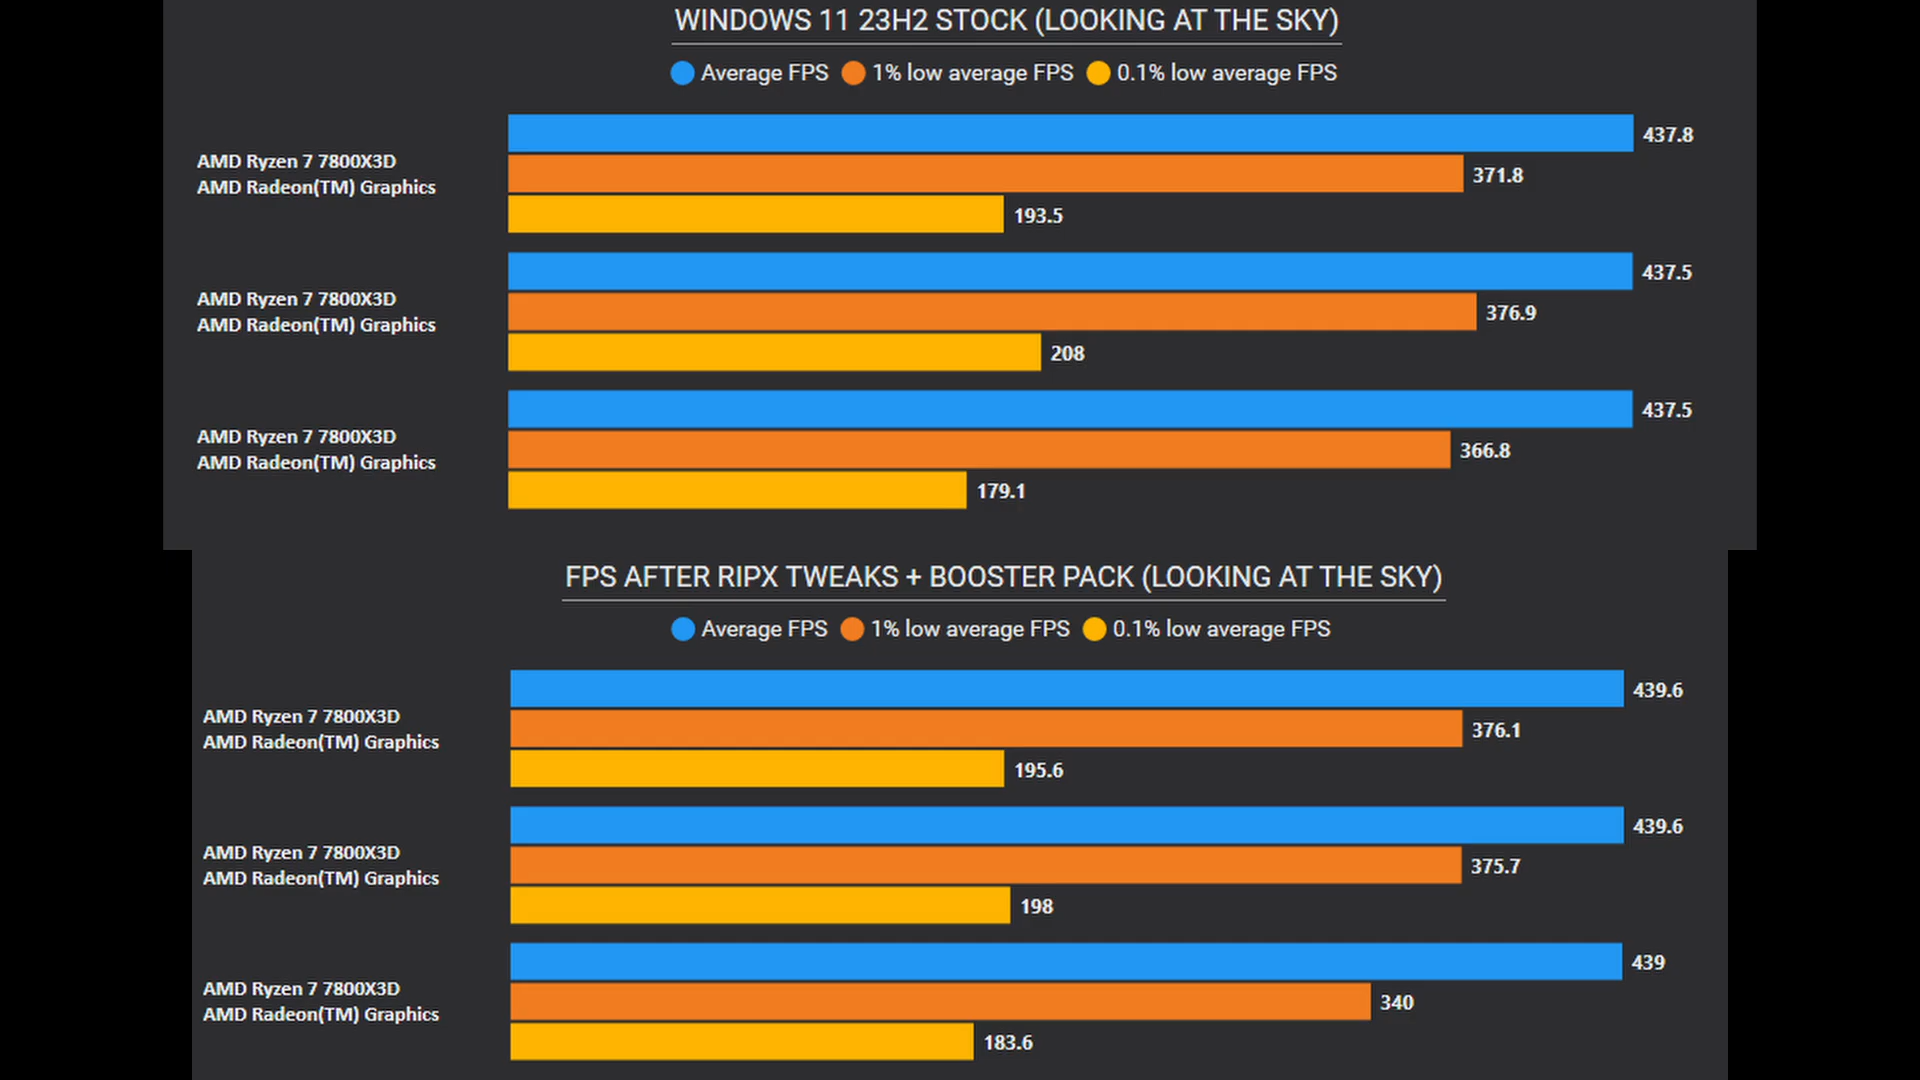 WINDOWS 11 23H2 STOCK (LOOKING AT THE SKY)
Average FPS 1% low average FPS 0.1% low average FPS
AMD Ryzen 7 7800X3D
AMD Radeon(TM) Graphics
437.8
371.8
193.5
AMD Ryzen 7 7800X3D
AMD Radeon(TM) Graphics
437.5
376.9
208
AMD Ryzen 7 7800X3D
AMD Radeon(TM) Graphics
437.5
366.8
179.1
FPS AFTER RIPX TWEAKS + BOOSTER PACK (LOOKING AT THE SKY)
Average FPS 1% low average FPS 0.1% low average FPS
AMD Ryzen 7 7800X3D
AMD Radeon(TM) Graphics
439.6
376.1
195.6
AMD Ryzen 7 7800X3D
AMD Radeon(TM) Graphics
439.6
375.7
198
AMD Ryzen 7 7800X3D
AMD Radeon(TM) Graphics
439
340
183.6